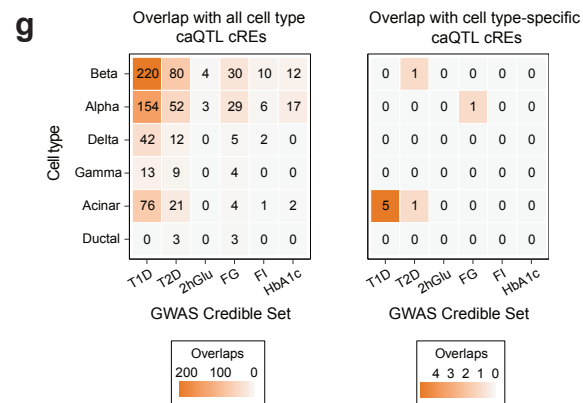 g
Overlap with all cell type
caQTL cREs
Overlap with cell type-specific
caQTL cREs
Cell type
Beta 220 80 4 30 10 12
0 1 0 0 0 0
Alpha 154 52 3 29 6 17
0 0 0 1 0 0
Delta 42 12 0 5 2 0
0 0 0 0 0 0
Gamma 13 9 0 4 0 0
0 0 0 0 0 0
Acinar 76 21 0 4 1 2
5 1 0 0 0 0
Ductal 0 3 0 3 0 0
0 0 0 0 0 0
T1D T2D 2hGlu FG FI HbA1c
T1D T2D 2hGlu FG FI HbA1c
GWAS Credible Set
GWAS Credible Set
Overlaps
200 100 0
Overlaps
4 3 2 1 0